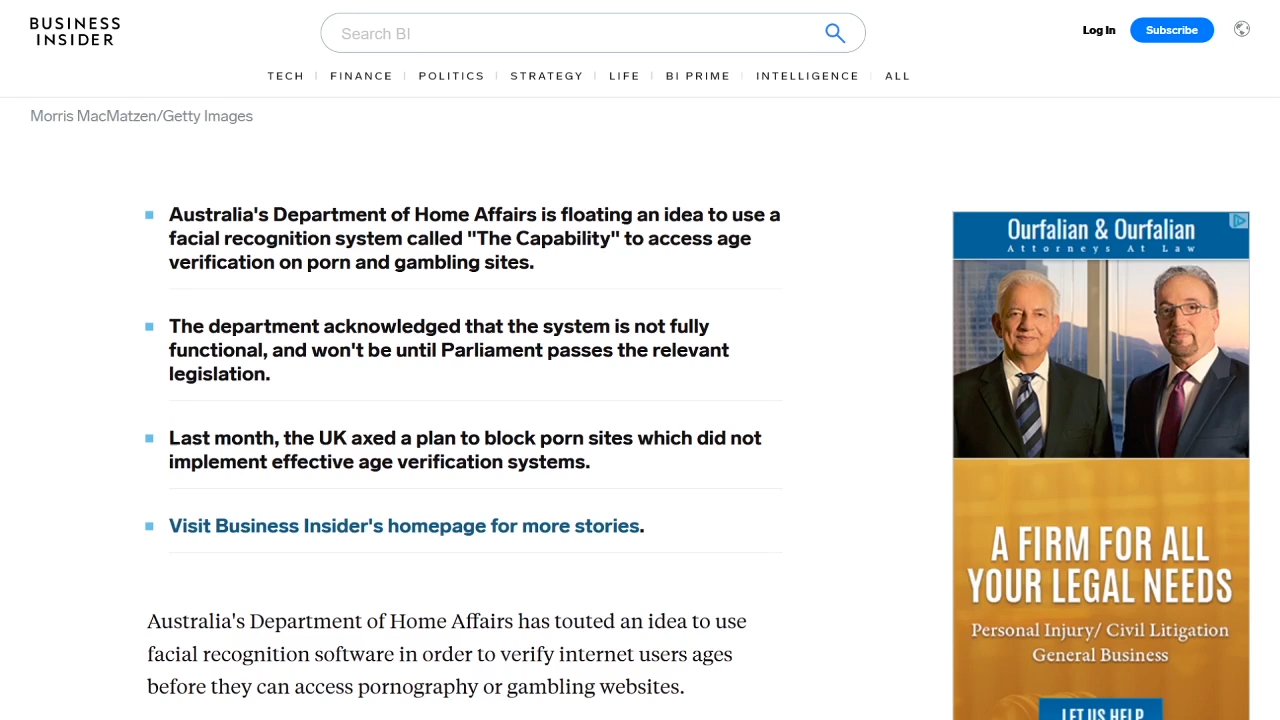 BUSINESS
INSIDER
Search BI
Log In
Subscribe
TECH
FINANCE
POLITICS
STRATEGY
LIFE
BI PRIME
INTELLIGENCE
ALL
Morris MacMatzen/Getty Images
Australia's Department of Home Affairs is floating an idea to use a
facial recognition system called "The Capability" to access age
verification on porn and gambling sites.
The department acknowledged that the system is not fully
functional, and won't be until Parliament passes the relevant
legislation.
Last month, the UK axed a plan to block porn sites which did not
implement effective age verification systems.
Visit Business Insider's homepage for more stories.
Australia's Department of Home Affairs has touted an idea to use
facial recognition software in order to verify internet users ages
before they can access pornography or gambling websites.
Ourfalian & Ourfalian
Attorneys At Law
A FIRM FOR ALL
YOUR LEGAL NEEDS
Personal Injury/ Civil Litigation
General Business
LET US HELP